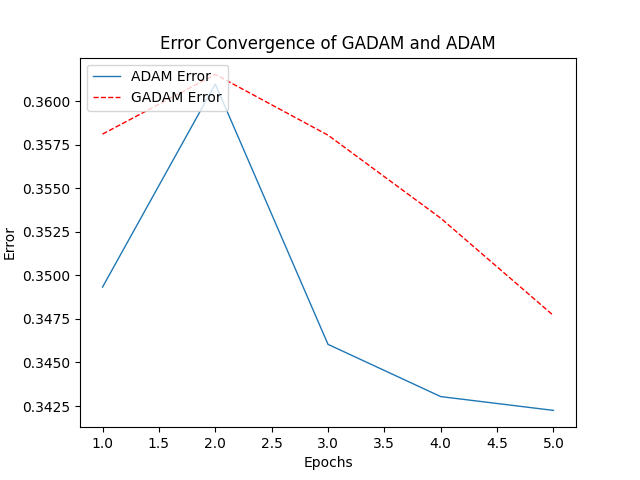 Error Convergence of GADAM and ADAM
ADAM Error
GADAM Error
0.3600
0.3575
0.3550
0.3525
0.3500
0.3475
0.3450
0.3425
Error
1.0 1.5 2.0 2.5 3.0 3.5 4.0 4.5 5.0
Epochs